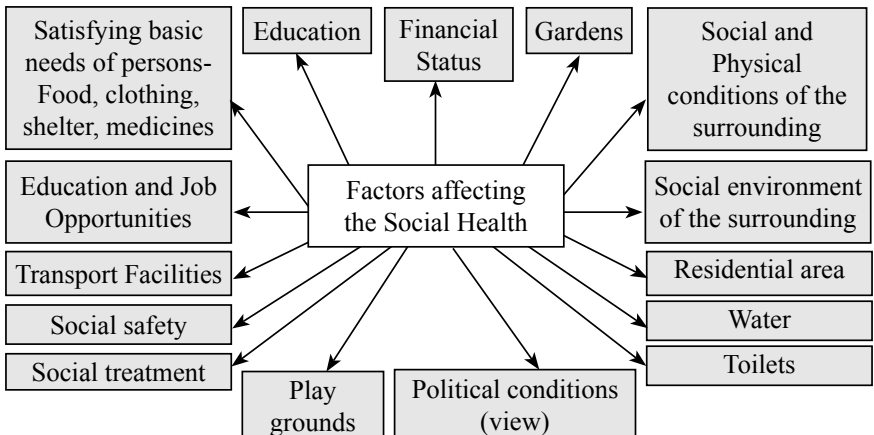 Satisfying basic
needs of persons-
Food, clothing,
shelter, medicines
Education
Financial
Status
Gardens
Social and
Physical
conditions of the
surrounding
Education and Job
Opportunities
Factors affecting
the Social Health
Social environment
of the surrounding
Transport Facilities
Residential area
Social safety
Water
Social treatment
Toilets
Play
grounds
Political conditions
(view)